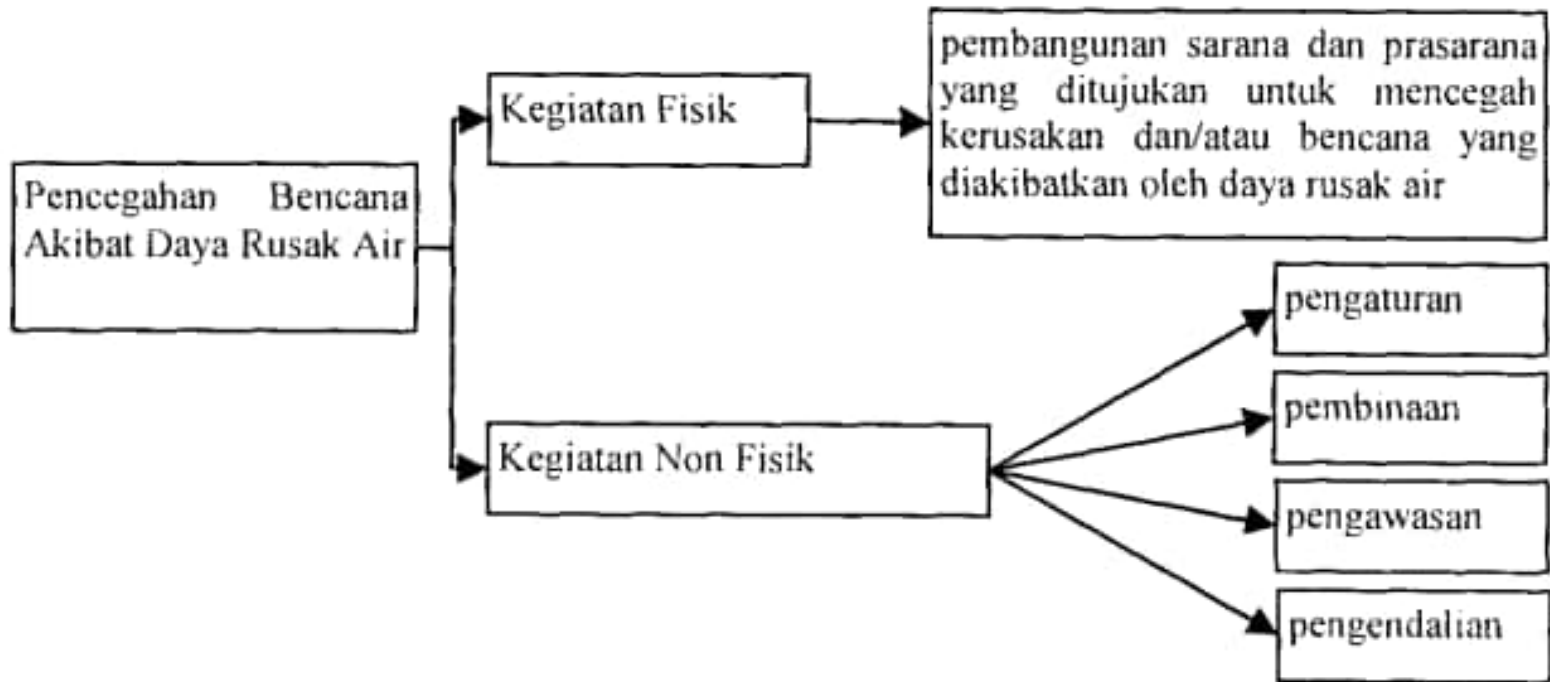 Pencegahan Bencana
Akibat Daya Rusak Air
Kegiatan Fisik
pembangunan sarana dan prasarana
yang ditujukan untuk mencegah
kerusakan dan/atau bencana yang
diakibatkan oleh daya rusak air
Kegiatan Non Fisik
pengaturan
pembinaan
pengawasan
pengendalian